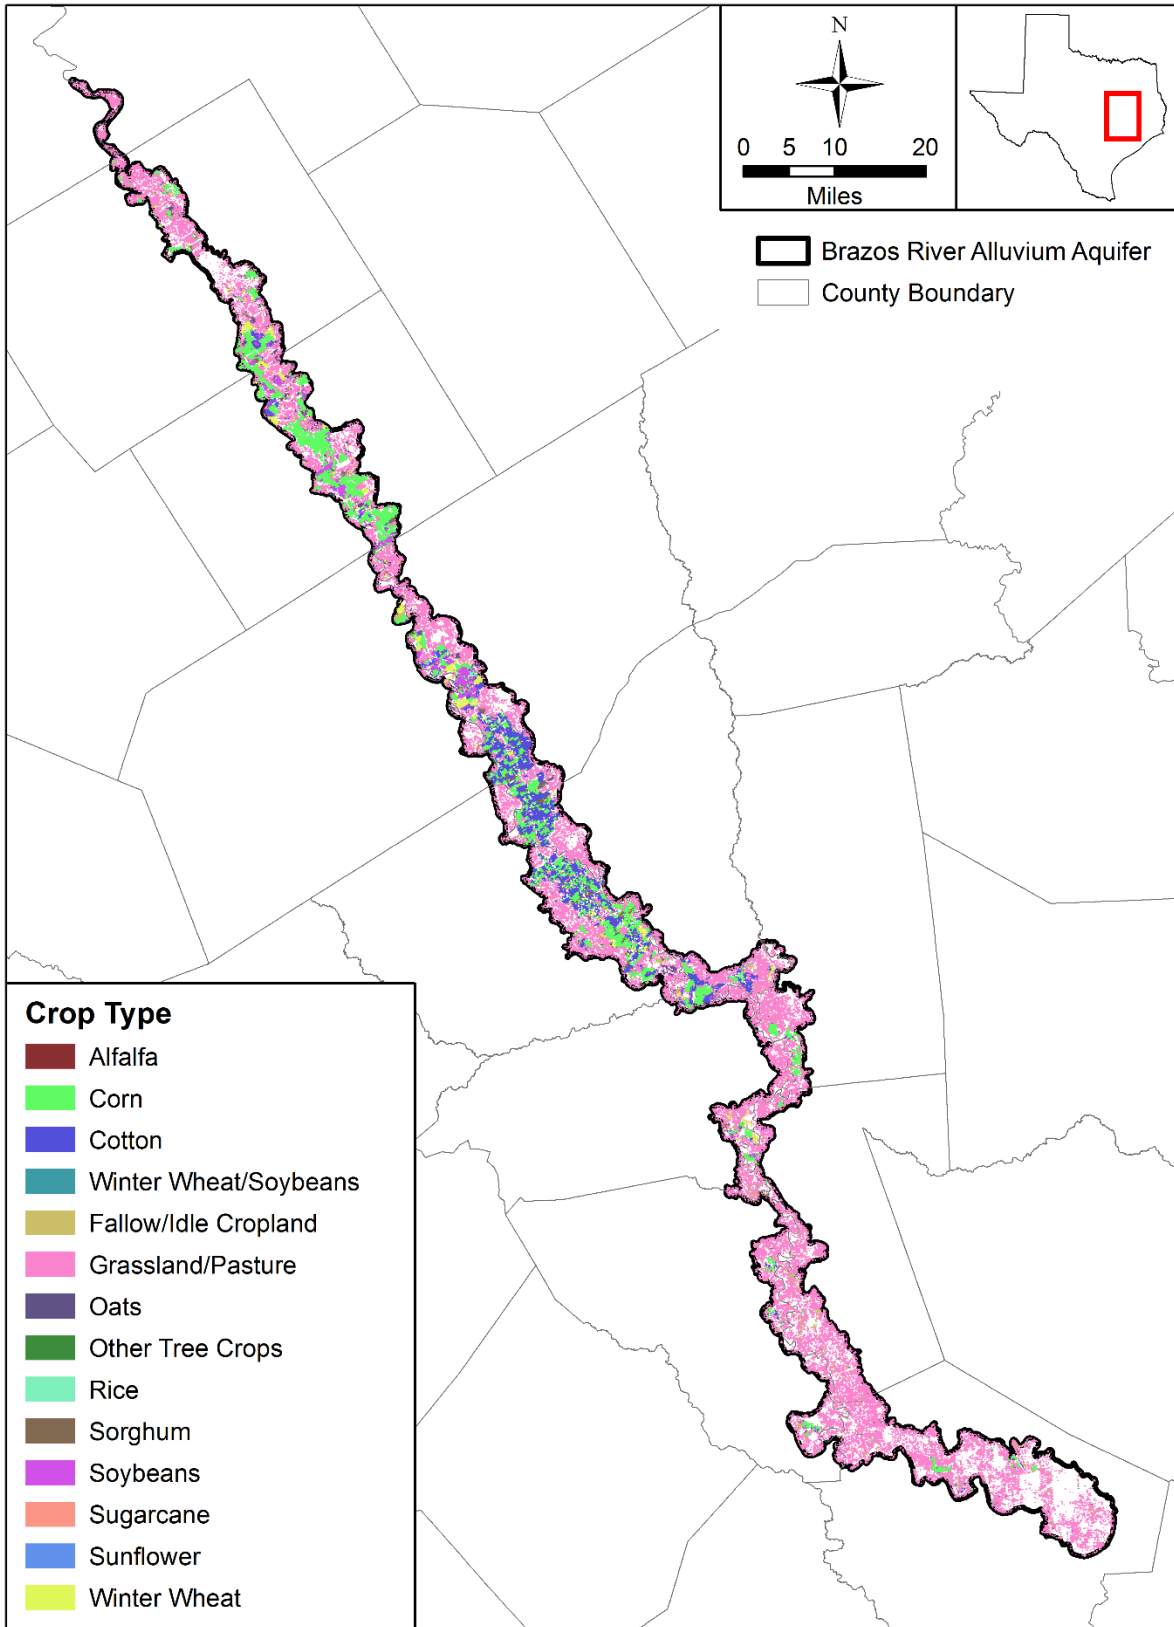 N
0 5 10 20
Miles
Brazos River Alluvium Aquifer
County Boundary
Crop Type
Alfalfa
Corn
Cotton
Winter Wheat/Soybeans
Fallow/Idle Cropland
Grassland/Pasture
Oats
Other Tree Crops
Rice
Sorghum
Soybeans
Sugarcane
Sunflower
Winter Wheat